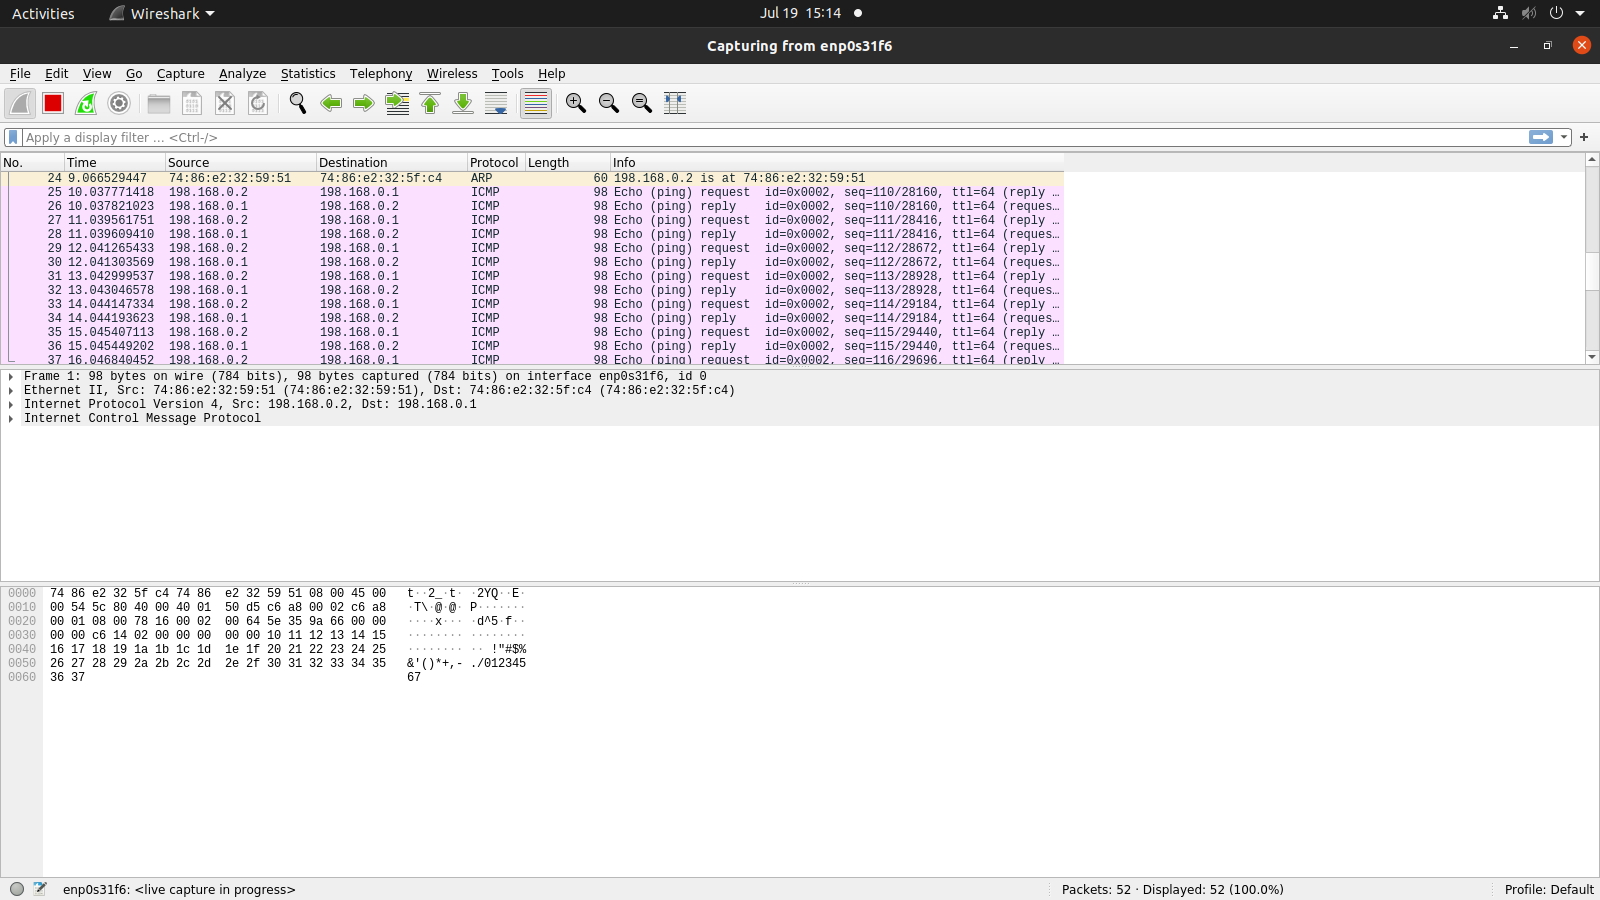 Activities Wireshark Jul 19 15:14
Capturing from enp0s31f6
File Edit View Go Capture Analyze Statistics Telephony Wireless Tools Help
Apply a display filter ... <Ctrl-/>
No. Time Source Destination Protocol Length Info
24 9.066529447 74:86:e2:32:59:51 74:86:e2:32:5f:c4 ARP 60 198.168.0.2 is at 74:86:e2:32:59:51
25 10.037771418 198.168.0.2 198.168.0.1 ICMP 98 Echo (ping) request id=0x0002, seq=110/28160, ttl=64 (reply …
26 10.037821023 198.168.0.1 198.168.0.2 ICMP 98 Echo (ping) reply id=0x0002, seq=110/28160, ttl=64 (reques…
27 11.039561751 198.168.0.2 198.168.0.1 ICMP 98 Echo (ping) request id=0x0002, seq=111/28416, ttl=64 (reply …
28 11.039609410 198.168.0.1 198.168.0.2 ICMP 98 Echo (ping) reply id=0x0002, seq=111/28416, ttl=64 (reques…
29 12.041265433 198.168.0.2 198.168.0.1 ICMP 98 Echo (ping) request id=0x0002, seq=112/28672, ttl=64 (reply …
30 12.041303569 198.168.0.1 198.168.0.2 ICMP 98 Echo (ping) reply id=0x0002, seq=112/28672, ttl=64 (reques…
31 13.042999537 198.168.0.2 198.168.0.1 ICMP 98 Echo (ping) request id=0x0002, seq=113/28928, ttl=64 (reply …
32 13.043046578 198.168.0.1 198.168.0.2 ICMP 98 Echo (ping) reply id=0x0002, seq=113/28928, ttl=64 (reques…
33 14.044147334 198.168.0.2 198.168.0.1 ICMP 98 Echo (ping) request id=0x0002, seq=114/29184, ttl=64 (reply …
34 14.044193623 198.168.0.1 198.168.0.2 ICMP 98 Echo (ping) reply id=0x0002, seq=114/29184, ttl=64 (reques…
35 15.045407113 198.168.0.2 198.168.0.1 ICMP 98 Echo (ping) request id=0x0002, seq=115/29440, ttl=64 (reply …
36 15.045449202 198.168.0.1 198.168.0.2 ICMP 98 Echo (ping) reply id=0x0002, seq=115/29440, ttl=64 (reques…
37 16.046840452 198.168.0.2 198.168.0.1 ICMP 98 Echo (ping) request id=0x0002, seq=116/29696, ttl=64 (reply …
Frame 1: 98 bytes on wire (784 bits), 98 bytes captured (784 bits) on interface enp0s31f6, id 0
Ethernet II, Src: 74:86:e2:32:59:51 (74:86:e2:32:59:51), Dst: 74:86:e2:32:5f:c4 (74:86:e2:32:5f:c4)
Internet Protocol Version 4, Src: 198.168.0.2, Dst: 198.168.0.1
Internet Control Message Protocol
0000 74 86 e2 32 5f c4 74 86 e2 32 59 51 08 00 45 00 t··2_·t· ·2YQ··E·
0010 00 54 5c 80 40 00 40 01 50 d5 c6 a8 00 02 c6 a8 ·T\·@·@· P·······
0020 00 01 08 00 78 16 00 02 00 64 5e 35 9a 66 00 00 ····x··· ·d^5·f··
0030 00 00 c6 14 02 00 00 00 00 00 10 11 12 13 14 15 ········ ········
0040 16 17 18 19 1a 1b 1c 1d 1e 1f 20 21 22 23 24 25 ········ ·· !"#$%
0050 26 27 28 29 2a 2b 2c 2d 2e 2f 30 31 32 33 34 35 &'()*+,- ./012345
0060 36 37 67
enp0s31f6: <live capture in progress> Packets: 52 · Displayed: 52 (100.0%) Profile: Default